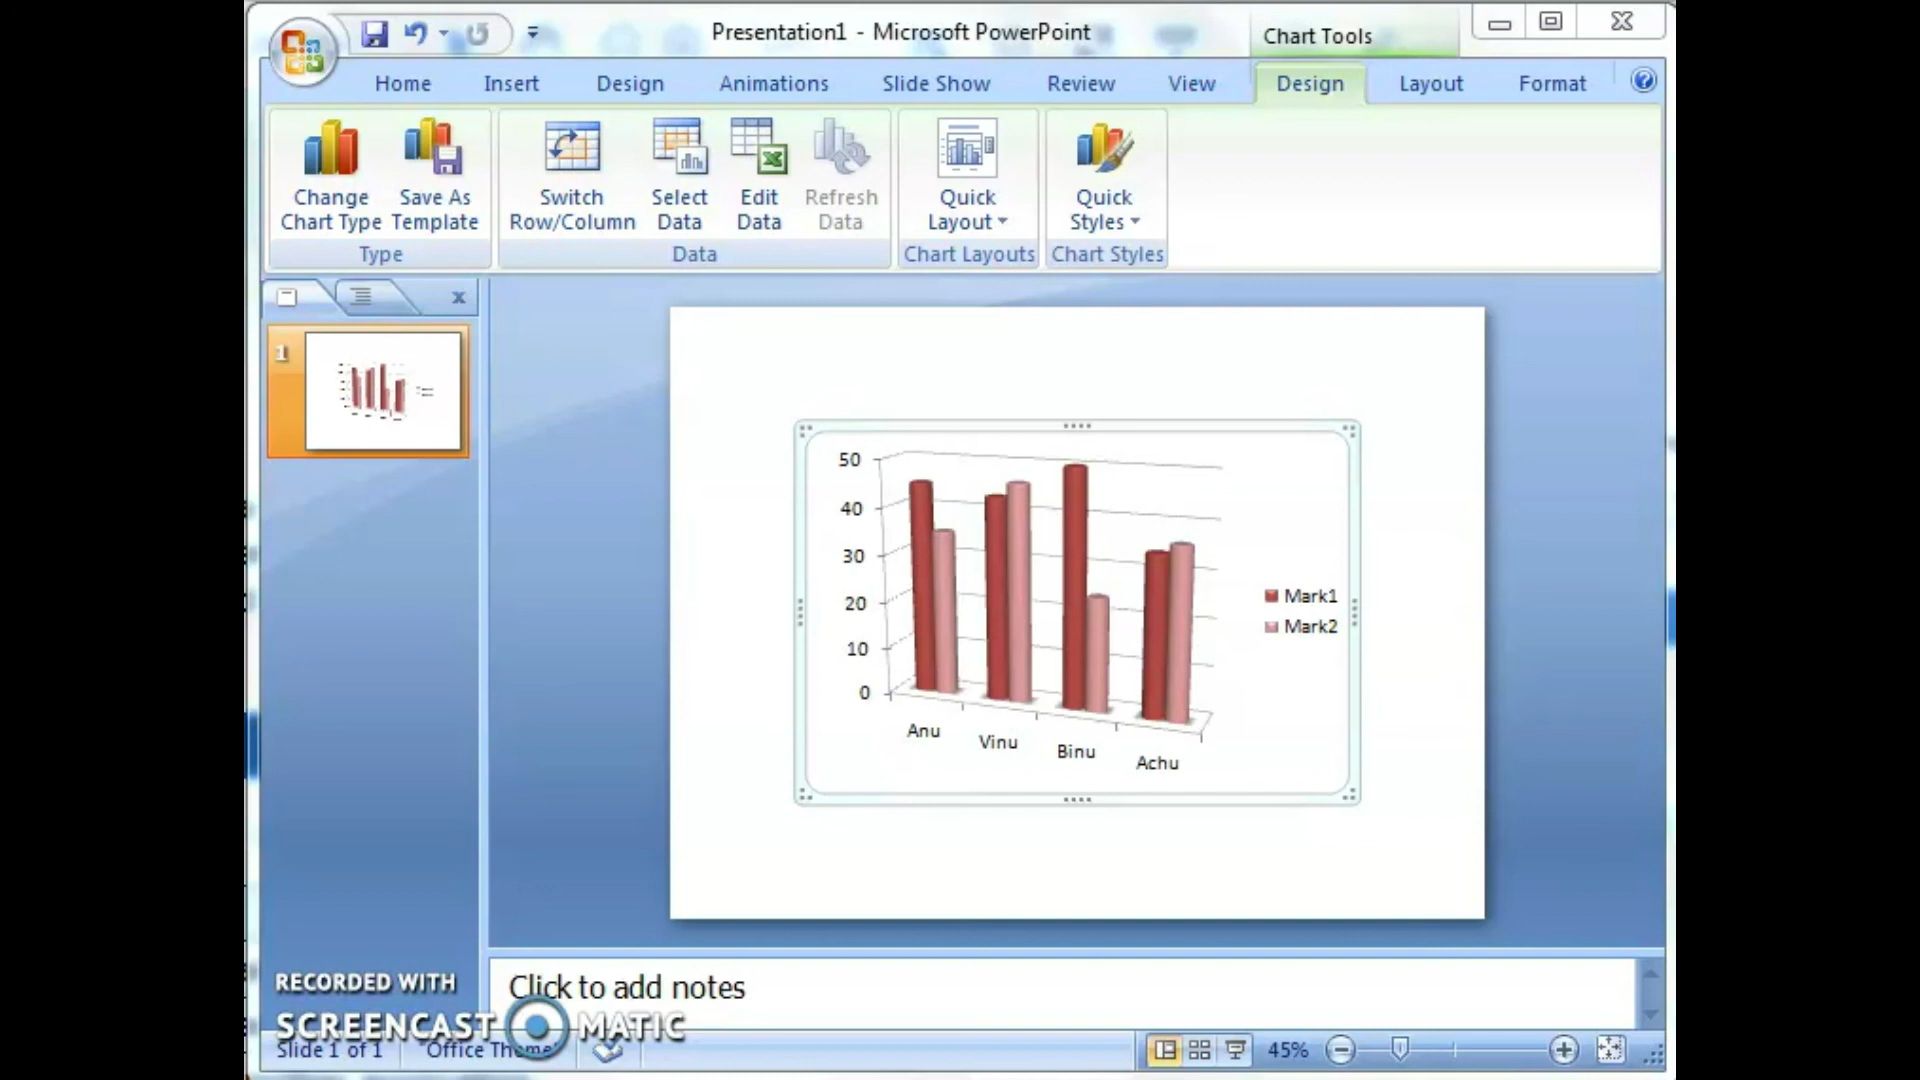 Presentation1 - Microsoft PowerPoint
Chart Tools
Home Insert Design Animations Slide Show Review View Design Layout Format
Change Chart Type
Save As Template
Switch Row/Column
Select Data
Edit Data
Refresh Data
Quick Layout
Quick Styles
Type Data Chart Layouts Chart Styles
1
50
40
30
20
10
0
Anu Vinu Binu Achu
Mark1
Mark2
Click to add notes
RECORDED WITH
SCREENCAST MATIC
Slide 1 of 1 Office Theme 45%